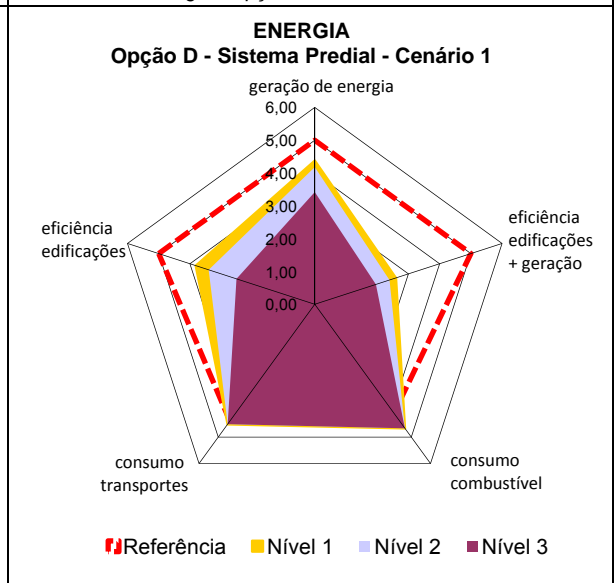 ENERGIA
Opção D - Sistema Predial - Cenário 1
geração de energia
6,00
5,00
4,00
3,00
2,00
1,00
0,00
eficiência
edificações
eficiência
edificações
+ geração
consumo
transportes
consumo
combustível
Referência Nível 1 Nível 2 Nível 3